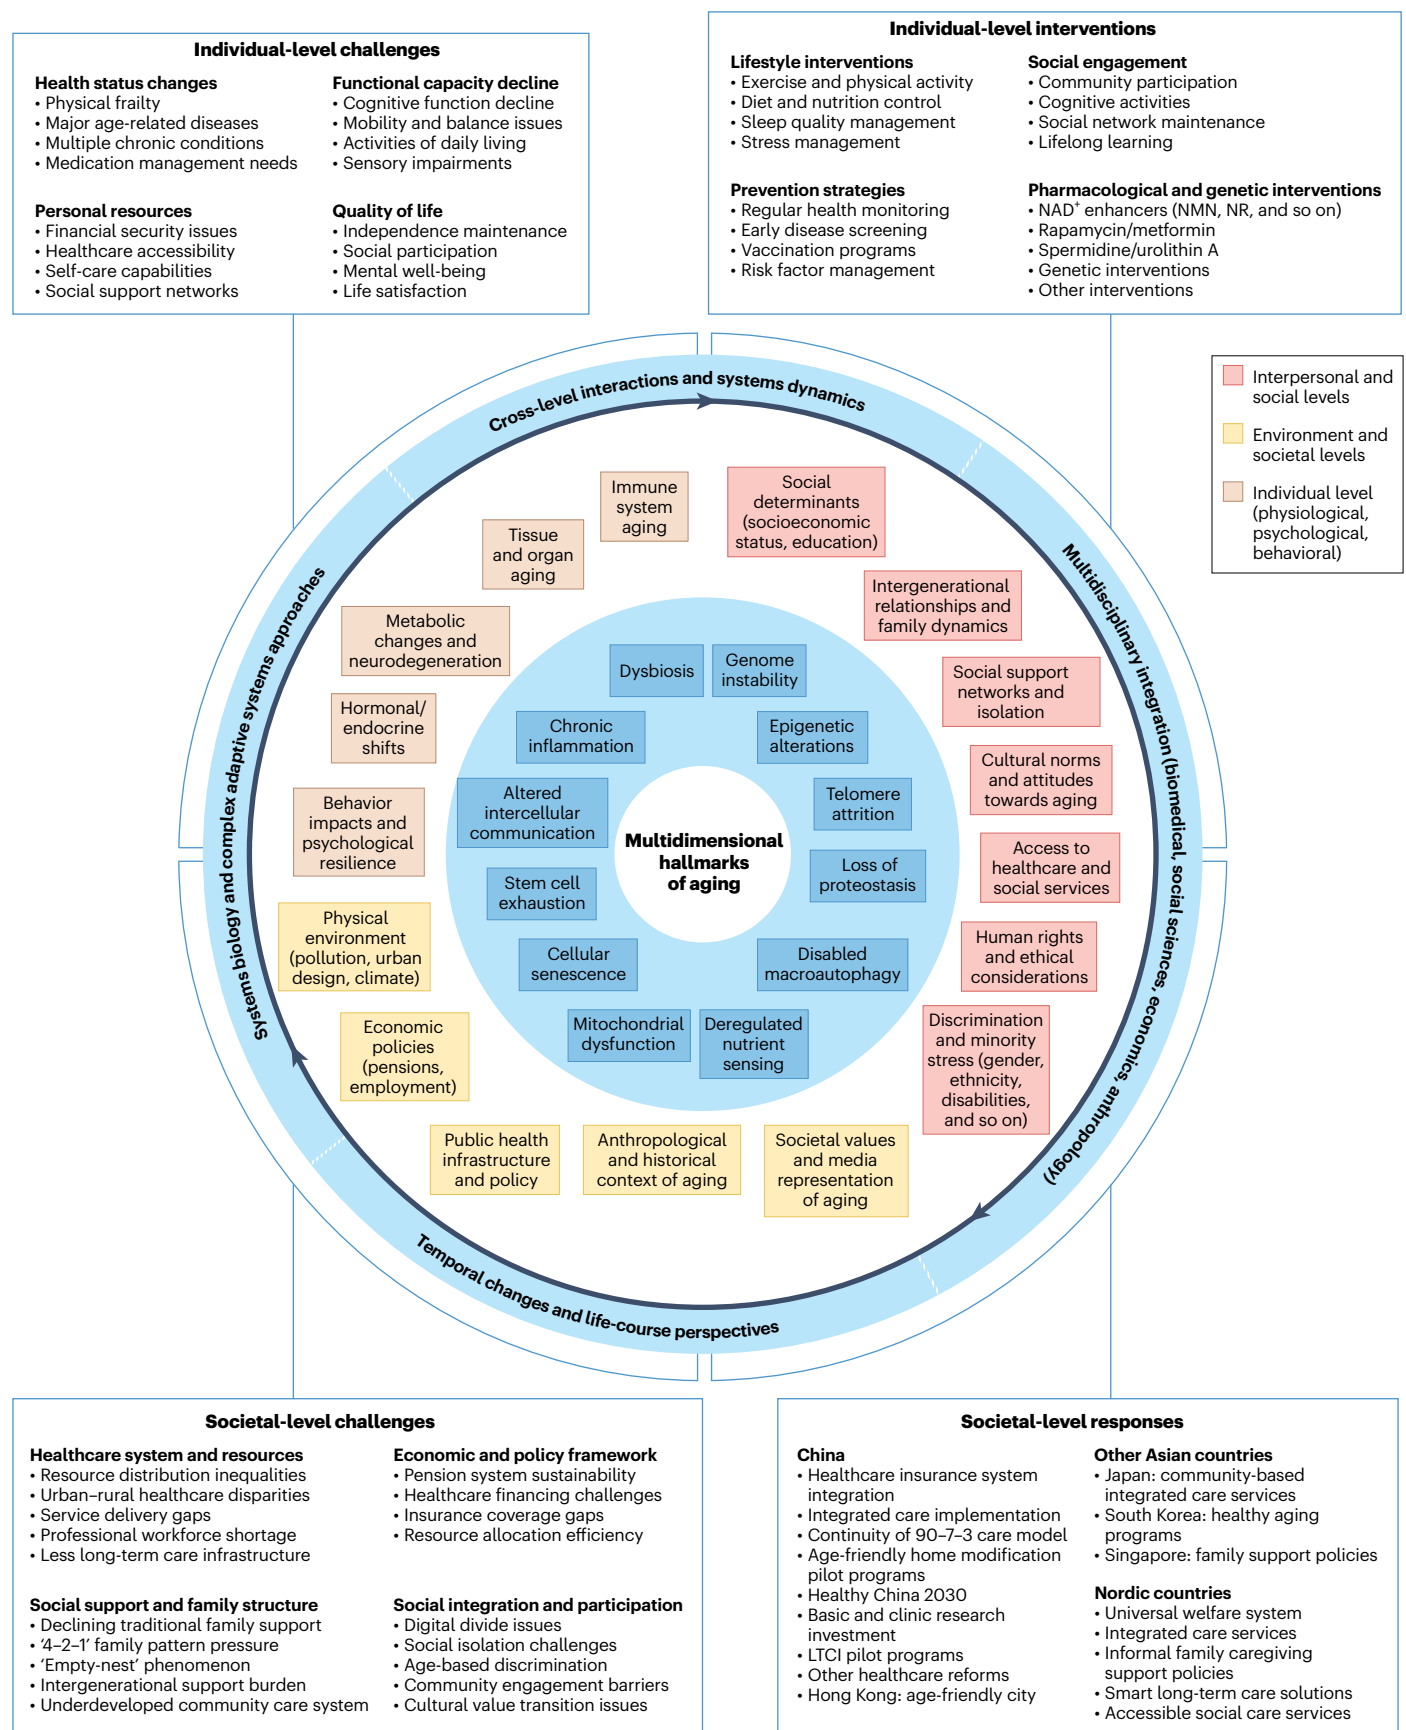 Individual-level challenges
Health status changes
• Physical frailty
• Major age-related diseases
• Multiple chronic conditions
• Medication management needs
Functional capacity decline
• Cognitive function decline
• Mobility and balance issues
• Activities of daily living
• Sensory impairments
Personal resources
• Financial security issues
• Healthcare accessibility
• Self-care capabilities
• Social support networks
Quality of life
• Independence maintenance
• Social participation
• Mental well-being
• Life satisfaction
Individual-level interventions
Lifestyle interventions
• Exercise and physical activity
• Diet and nutrition control
• Sleep quality management
• Stress management
Social engagement
• Community participation
• Cognitive activities
• Social network maintenance
• Lifelong learning
Prevention strategies
• Regular health monitoring
• Early disease screening
• Vaccination programs
• Risk factor management
Pharmacological and genetic interventions
• NAD⁺ enhancers (NMN, NR, and so on)
• Rapamycin/metformin
• Spermidine/urolithin A
• Genetic interventions
• Other interventions
Interpersonal and
social levels
Environment and
societal levels
Individual level
(physiological,
psychological,
behavioral)
Cross-level interactions and systems dynamics
Multidisciplinary integration (biomedical, social sciences, economics, anthropology)
Temporal changes and life-course perspectives
Systems biology and complex adaptive systems approaches
Immune
system
aging
Tissue
and organ
aging
Metabolic
changes and
neurodegeneration
Hormonal/
endocrine
shifts
Behavior
impacts and
psychological
resilience
Physical
environment
(pollution, urban
design, climate)
Economic
policies
(pensions,
employment)
Public health
infrastructure
and policy
Anthropological
and historical
context of aging
Societal values
and media
representation
of aging
Social
determinants
(socioeconomic
status, education)
Intergenerational
relationships and
family dynamics
Social support
networks and
isolation
Cultural norms
and attitudes
towards aging
Access to
healthcare and
social services
Human rights
and ethical
considerations
Discrimination
and minority
stress (gender,
ethnicity,
disabilities,
and so on)
Dysbiosis
Genome
instability
Chronic
inflammation
Epigenetic
alterations
Altered
intercellular
communication
Telomere
attrition
Multidimensional
hallmarks
of aging
Stem cell
exhaustion
Loss of
proteostasis
Cellular
senescence
Disabled
macroautophagy
Mitochondrial
dysfunction
Deregulated
nutrient
sensing
Societal-level challenges
Healthcare system and resources
• Resource distribution inequalities
• Urban–rural healthcare disparities
• Service delivery gaps
• Professional workforce shortage
• Less long-term care infrastructure
Economic and policy framework
• Pension system sustainability
• Healthcare financing challenges
• Insurance coverage gaps
• Resource allocation efficiency
Social support and family structure
• Declining traditional family support
• ‘4–2–1’ family pattern pressure
• ‘Empty-nest’ phenomenon
• Intergenerational support burden
• Underdeveloped community care system
Social integration and participation
• Digital divide issues
• Social isolation challenges
• Age-based discrimination
• Community engagement barriers
• Cultural value transition issues
Societal-level responses
China
• Healthcare insurance system
integration
• Integrated care implementation
• Continuity of 90–7–3 care model
• Age-friendly home modification
pilot programs
• Healthy China 2030
• Basic and clinic research
investment
• LTCI pilot programs
• Other healthcare reforms
• Hong Kong: age-friendly city
Other Asian countries
• Japan: community-based
integrated care services
• South Korea: healthy aging
programs
• Singapore: family support policies
Nordic countries
• Universal welfare system
• Integrated care services
• Informal family caregiving
support policies
• Smart long-term care solutions
• Accessible social care services